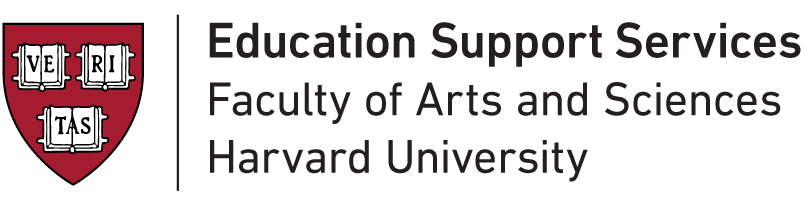 VE RI
TAS
Education Support Services
Faculty of Arts and Sciences
Harvard University